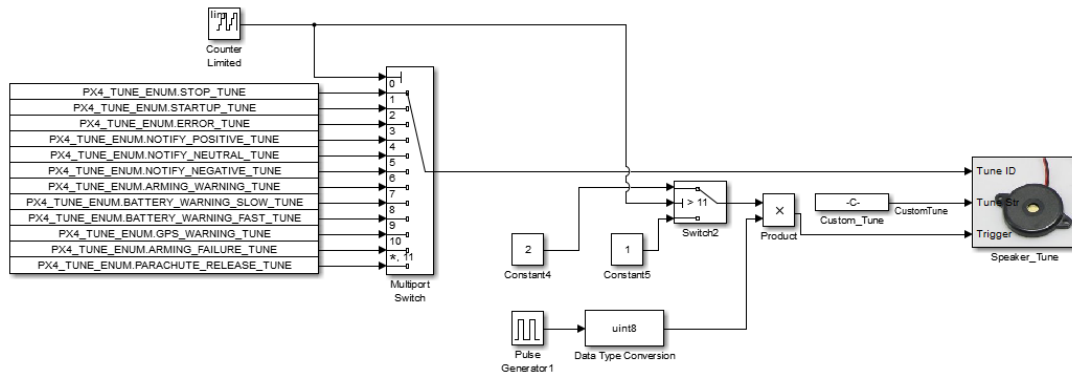 lim
Counter
Limited
0
PX4_TUNE_ENUM.STOP_TUNE
1
PX4_TUNE_ENUM.STARTUP_TUNE
2
PX4_TUNE_ENUM.ERROR_TUNE
3
PX4_TUNE_ENUM.NOTIFY_POSITIVE_TUNE
4
PX4_TUNE_ENUM.NOTIFY_NEUTRAL_TUNE
5
PX4_TUNE_ENUM.NOTIFY_NEGATIVE_TUNE
6
PX4_TUNE_ENUM.ARMING_WARNING_TUNE
7
PX4_TUNE_ENUM.BATTERY_WARNING_SLOW_TUNE
8
PX4_TUNE_ENUM.BATTERY_WARNING_FAST_TUNE
9
PX4_TUNE_ENUM.GPS_WARNING_TUNE
10
PX4_TUNE_ENUM.ARMING_FAILURE_TUNE
*, 11
PX4_TUNE_ENUM.PARACHUTE_RELEASE_TUNE
Multiport
Switch
2
Constant4
1
Constant5
> 11
Switch2
×
Product
-C-
Custom_Tune
CustomTune
Tune ID
Tune Str
Trigger
Speaker_Tune
Pulse
Generator1
uint8
Data Type Conversion